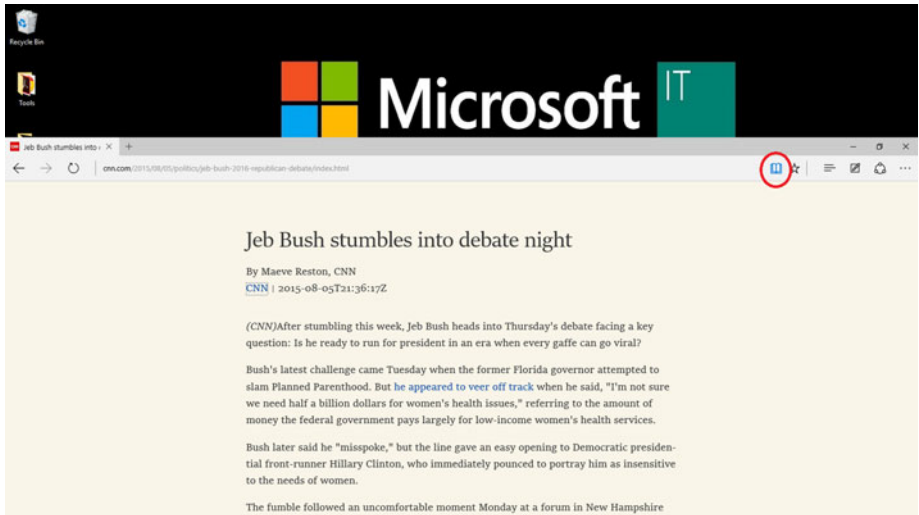 Recycle Bin
Tools
Microsoft IT
Jeb Bush stumbles into
cnn.com/2015/08/05/politics/jeb-bush-2016-republican-debate/index.html
Jeb Bush stumbles into debate night
By Maeve Reston, CNN
CNN | 2015-08-05T21:36:17Z
(CNN)After stumbling this week, Jeb Bush heads into Thursday's debate facing a key
question: Is he ready to run for president in an era when every gaffe can go viral?
Bush's latest challenge came Tuesday when the former Florida governor attempted to
slam Planned Parenthood. But he appeared to veer off track when he said, "I'm not sure
we need half a billion dollars for women's health issues," referring to the amount of
money the federal government pays largely for low-income women's health services.
Bush later said he "misspoke," but the line gave an easy opening to Democratic presiden-
tial front-runner Hillary Clinton, who immediately pounced to portray him as insensitive
to the needs of women.
The fumble followed an uncomfortable moment Monday at a forum in New Hampshire